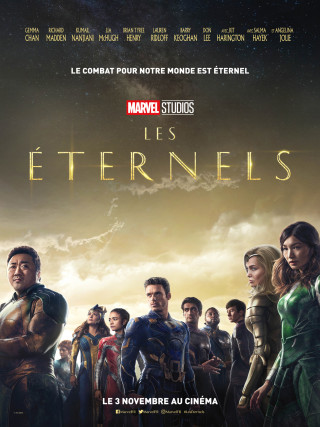 GEMMA CHAN
RICHARD MADDEN
KUMAIL NANJIANI
LIA McHUGH
BRIAN TYREE HENRY
LAUREN RIDLOFF
BARRY KEOGHAN
DON LEE
AVEC KIT HARINGTON
AVEC SALMA HAYEK
ET ANGELINA JOLIE
LE COMBAT POUR NOTRE MONDE EST ÉTERNEL
MARVEL STUDIOS
LES
ÉTERNELS
LE 3 NOVEMBRE AU CINÉMA